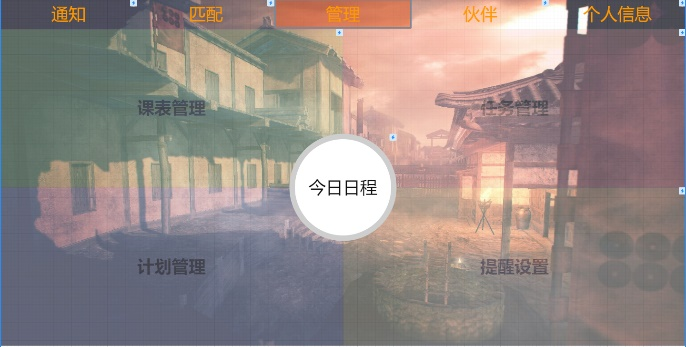 通知 匹配 管理 伙伴 个人信息
课表管理 任务管理
今日日程
计划管理 提醒设置